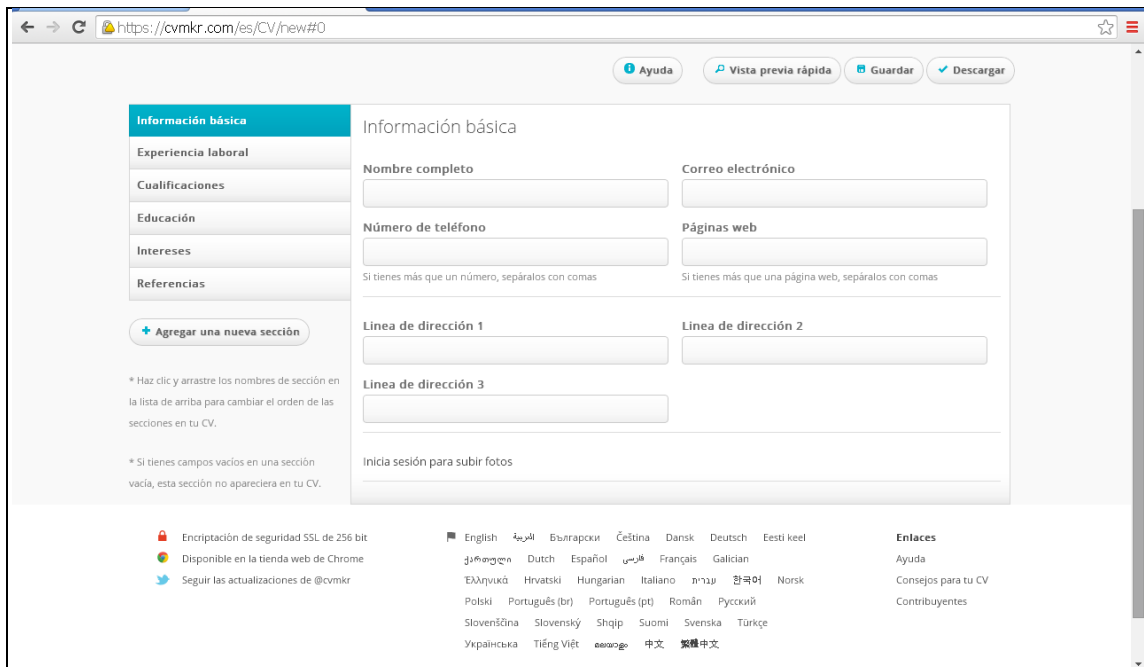 https://cvmkr.com/es/CV/new#0
Ayuda
Vista previa rápida
Guardar
Descargar
Información básica
Experiencia laboral
Cualificaciones
Educación
Intereses
Referencias
Agregar una nueva sección
* Haz clic y arrastre los nombres de sección en
la lista de arriba para cambiar el orden de las
secciones en tu CV.
* Si tienes campos vacíos en una sección
vacía, esta sección no apareciera en tu CV.
Información básica
Nombre completo
Correo electrónico
Número de teléfono
Páginas web
Si tienes más que un número, sepáralos con comas
Si tienes más que una página web, sepáralos con comas
Linea de dirección 1
Linea de dirección 2
Linea de dirección 3
Inicia sesión para subir fotos
Encriptación de seguridad SSL de 256 bit
Disponible en la tienda web de Chrome
Seguir las actualizaciones de @cvmkr
English العربية Български Čeština Dansk Deutsch Eesti keel
ქართული Dutch Español فارسی Français Galician
Ἑλληνικά Hrvatski Hungarian Italiano עברית 한국어 Norsk
Polski Português (br) Português (pt) Român Русский
Slovenščina Slovenský Shqip Suomi Svenska Türkçe
Українська Tiếng Việt മലയാളം 中文 繁體中文
Enlaces
Ayuda
Consejos para tu CV
Contribuyentes